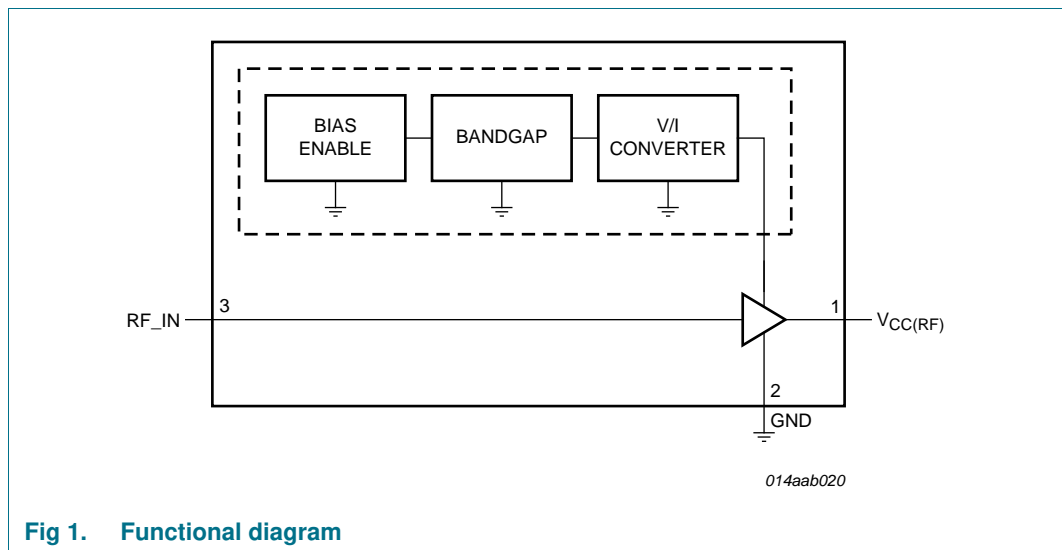 BIAS
ENABLE
BANDGAP
V/I
CONVERTER
RF_IN
3
1
VCC(RF)
2
GND
014aab020
Fig 1. Functional diagram